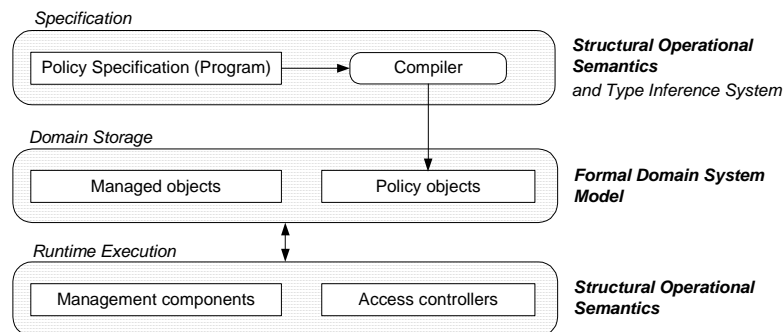 Specification
Policy Specification (Program)
Compiler
Structural Operational
Semantics
and Type Inference System
Domain Storage
Managed objects
Policy objects
Formal Domain System
Model
Runtime Execution
Management components
Access controllers
Structural Operational
Semantics